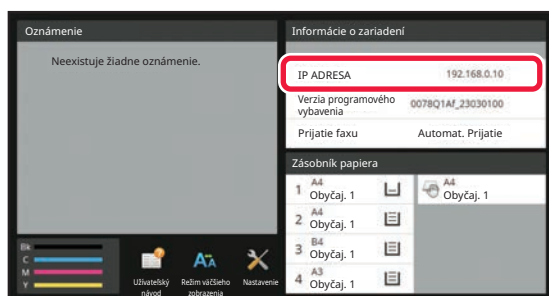 Oznámenie
Neexistuje žiadne oznámenie.
Informácie o zariadení
IP ADRESA 192.168.0.10
Verzia programového
vybavenia 0078Q1Af_23030100
Prijatie faxu Automat. Prijatie
Zásobník papiera
1 A4
Obyčaj. 1
A4
Obyčaj. 1
2 A4
Obyčaj. 1
3 B4
Obyčaj. 1
4 A3
Obyčaj. 1
Bk
C
M
Y
Užívateľský
návod
Režim väčšieho
zobrazenia
Nastavenie